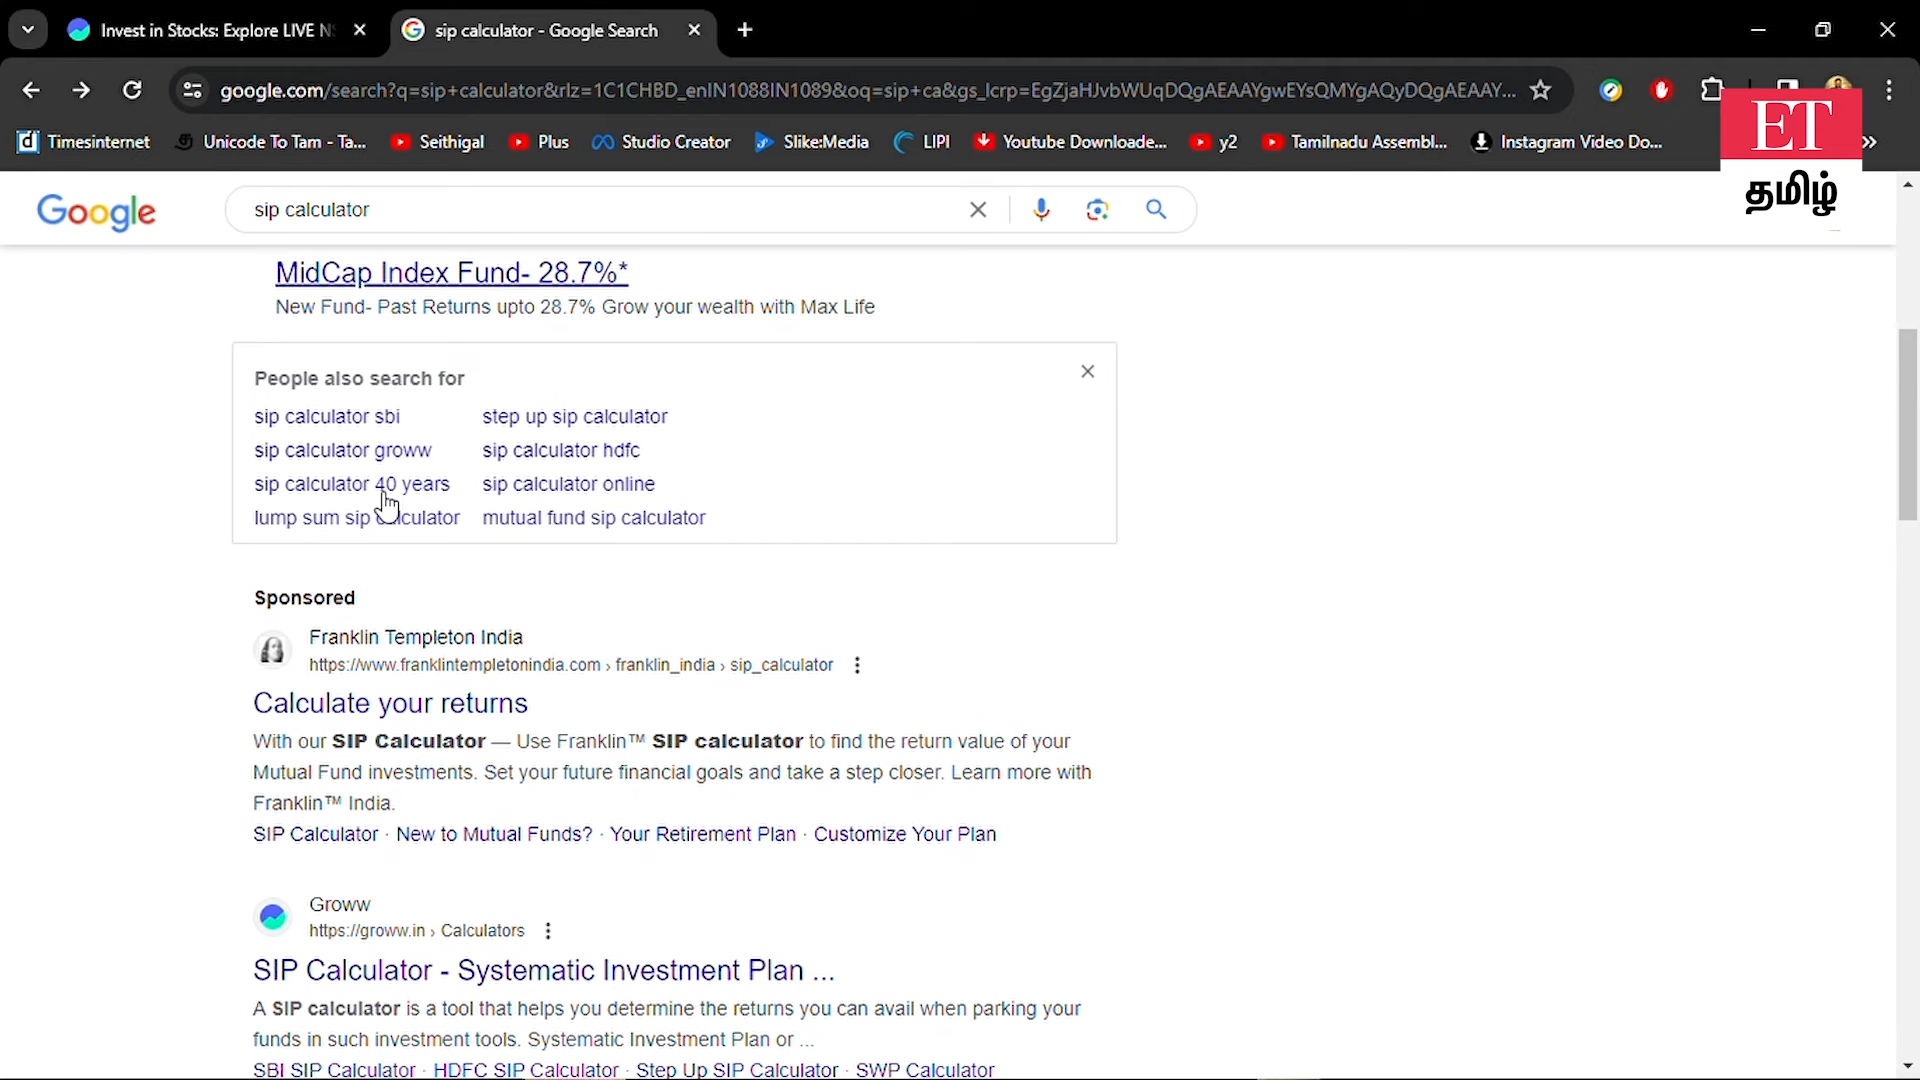 Invest in Stocks: Explore LIVE N
sip calculator - Google Search
google.com/search?q=sip+calculator&rlz=1C1CHBD_enIN1088IN1089&oq=sip+ca&gs_lcrp=EgZjaHJvbWUqDQgAEAAYgwEYsQMYgAQyDQgAEAAY...
Timesinternet
Unicode To Tam - Ta...
Seithigal
Plus
Studio Creator
Slike:Media
LIPI
Youtube Downloade...
y2
Tamilnadu Assembl...
Instagram Video Do...
ET
தமிழ்
Google
sip calculator
MidCap Index Fund- 28.7%*
New Fund- Past Returns upto 28.7% Grow your wealth with Max Life
People also search for
sip calculator sbi
step up sip calculator
sip calculator groww
sip calculator hdfc
sip calculator 40 years
sip calculator online
lump sum sip calculator
mutual fund sip calculator
Sponsored
Franklin Templeton India
https://www.franklintempletonindia.com › franklin_india › sip_calculator
Calculate your returns
With our SIP Calculator — Use Franklin™ SIP calculator to find the return value of your
Mutual Fund investments. Set your future financial goals and take a step closer. Learn more with
Franklin™ India.
SIP Calculator · New to Mutual Funds? · Your Retirement Plan · Customize Your Plan
Groww
https://groww.in › Calculators
SIP Calculator - Systematic Investment Plan ...
A SIP calculator is a tool that helps you determine the returns you can avail when parking your
funds in such investment tools. Systematic Investment Plan or ...
SBI SIP Calculator · HDFC SIP Calculator · Step Up SIP Calculator · SWP Calculator